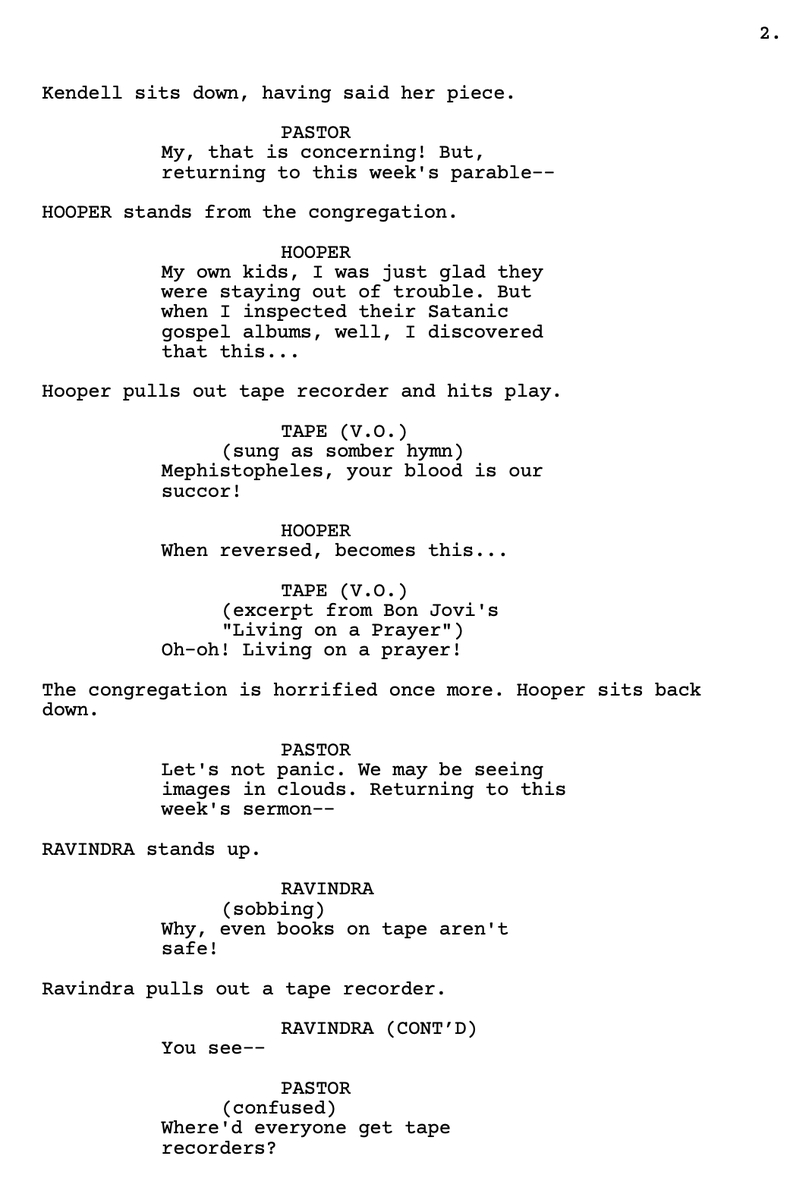 2.
Kendell sits down, having said her piece.
PASTOR
My, that is concerning! But,
returning to this week's parable--
HOOPER stands from the congregation.
HOOPER
My own kids, I was just glad they
were staying out of trouble. But
when I inspected their Satanic
gospel albums, well, I discovered
that this...
Hooper pulls out tape recorder and hits play.
TAPE (V.O.)
(sung as somber hymn)
Mephistopheles, your blood is our
succor!
HOOPER
When reversed, becomes this...
TAPE (V.O.)
(excerpt from Bon Jovi's
"Living on a Prayer")
Oh-oh! Living on a prayer!
The congregation is horrified once more. Hooper sits back
down.
PASTOR
Let's not panic. We may be seeing
images in clouds. Returning to this
week's sermon--
RAVINDRA stands up.
RAVINDRA
(sobbing)
Why, even books on tape aren't
safe!
Ravindra pulls out a tape recorder.
RAVINDRA (CONT’D)
You see--
PASTOR
(confused)
Where'd everyone get tape
recorders?